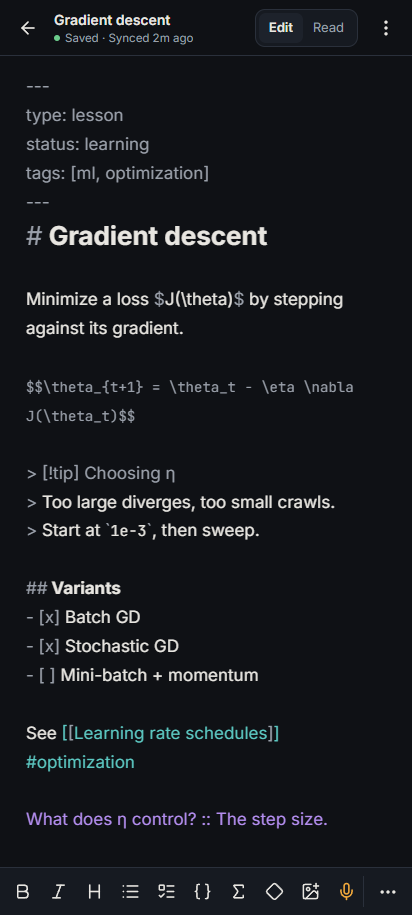 Gradient descent
Saved · Synced 2m ago
Edit
Read
---
type: lesson
status: learning
tags: [ml, optimization]
---
# Gradient descent
Minimize a loss $J(\theta)$ by stepping
against its gradient.
$$\theta_{t+1} = \theta_t - \eta \nabla
J(\theta_t)$$
> [!tip] Choosing η
> Too large diverges, too small crawls.
> Start at `1e-3`, then sweep.
## Variants
- [x] Batch GD
- [x] Stochastic GD
- [ ] Mini-batch + momentum
See [[Learning rate schedules]]
#optimization
What does η control? :: The step size.
B I H { } Σ